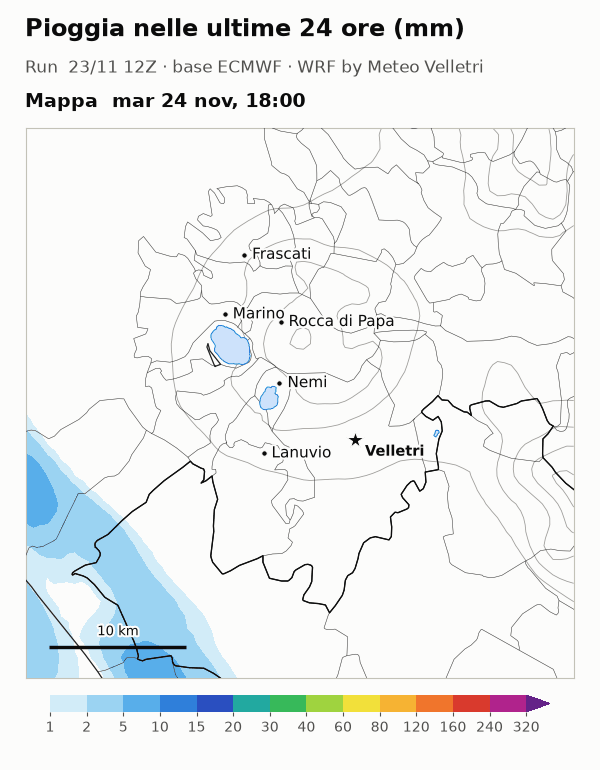 Pioggia nelle ultime 24 ore (mm)
Run  23/11 12Z · base ECMWF · WRF by Meteo Velletri
Mappa  mar 24 nov, 18:00
Frascati
Marino
Rocca di Papa
Nemi
Velletri
Lanuvio
10 km
1 2 5 10 15 20 30 40 60 80 120 160 240 320